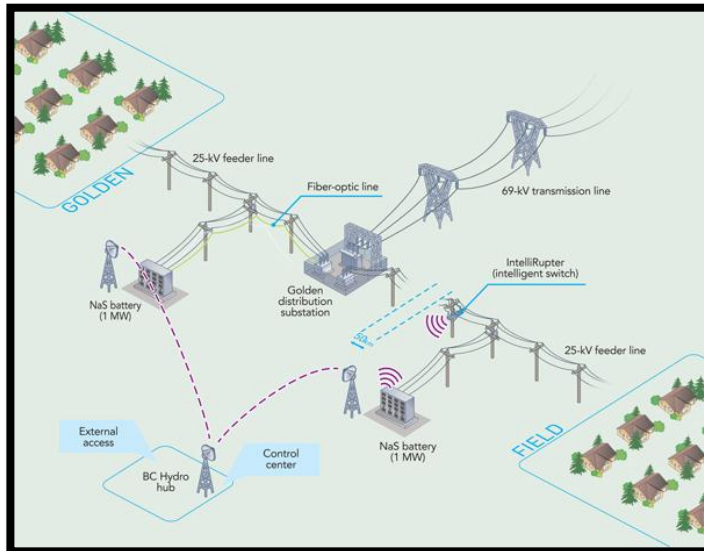 25-kV feeder line
GOLDEN
Fiber-optic line
69-kV transmission line
NaS battery
(1 MW)
Golden
distribution
substation
IntelliRupter
(intelligent switch)
50km
25-kV feeder line
NaS battery
(1 MW)
FIELD
External
access
BC Hydro
hub
Control
center